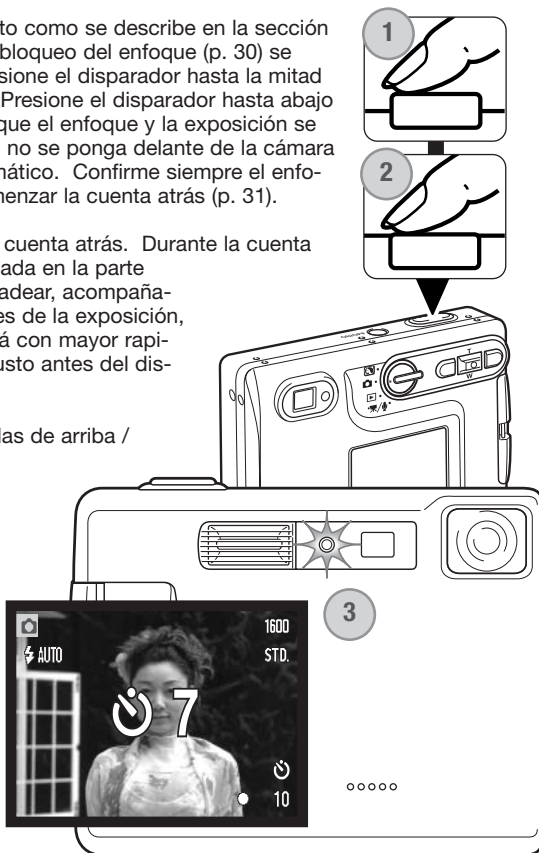 to como se describe en la sección
bloqueo del enfoque (p. 30) se
sione el disparador hasta la mitad
Presione el disparador hasta abajo
que el enfoque y la exposición se
no se ponga delante de la cámara
mático. Confirme siempre el enfo-
menzar la cuenta atrás (p. 31).
cuenta atrás. Durante la cuenta
ada en la parte
adear, acompaña-
es de la exposición,
á con mayor rapi-
usto antes del dis-
las de arriba /
1
2
T
W
3
1600
AUTO
STD.
7
10